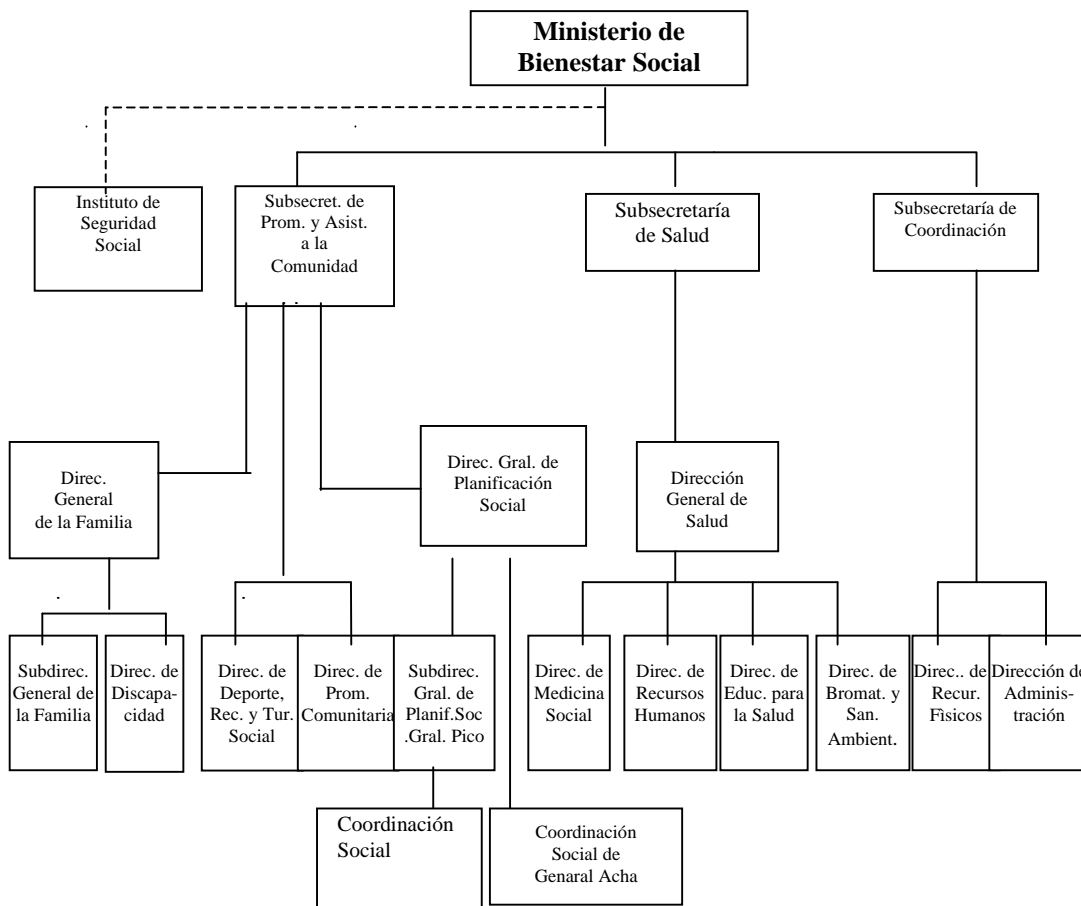 Ministerio de
Bienestar Social
Instituto de
Seguridad
Social
Subsecret. de
Prom. y Asist.
a la
Comunidad
Subsecretaría
de Salud
Subsecretaría de
Coordinación
Direc.
General
de la Familia
Direc. Gral. de
Planificación
Social
Dirección
General de
Salud
Subdirec.
General de
la Familia
Direc. de
Discapa-
cidad
Direc. de
Deporte,
Rec. y Tur.
Social
Direc. de
Prom.
Comunitaria
Subdirec.
Gral. de
Planif.Soc
.Gral. Pico
Direc. de
Medicina
Social
Direc. de
Recursos
Humanos
Direc. de
Educ. para
la Salud
Direc. de
Bromat. y
San.
Ambient.
Direc.. de
Recur.
Fìsicos
Dirección de
Adminis-
tración
Coordinación
Social
Coordinación
Social de
Genaral Acha